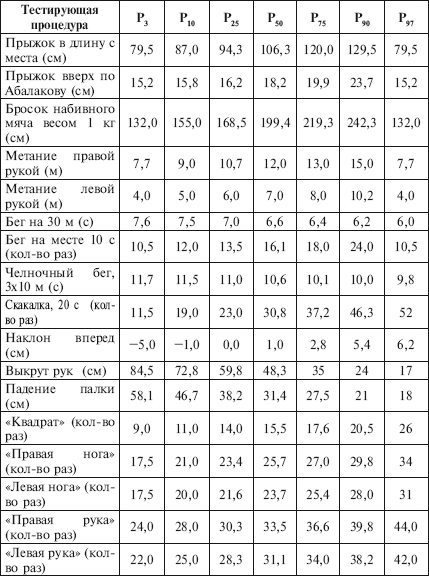 Тестирующая процедура P3 P10 P25 P50 P75 P90 P97
Прыжок в длину с места (см) 79,5 87,0 94,3 106,3 120,0 129,5 79,5
Прыжок вверх по Абалакову (см) 15,2 15,8 16,2 18,2 19,9 23,7 15,2
Бросок набивного мяча весом 1 кг (см) 132,0 155,0 168,5 199,4 219,3 242,3 132,0
Метание правой рукой (м) 7,7 9,0 10,7 12,0 13,0 15,0 7,7
Метание левой рукой (м) 4,0 5,0 6,0 7,0 8,0 10,2 4,0
Бег на 30 м (с) 7,6 7,5 7,0 6,6 6,4 6,2 6,0
Бег на месте 10 с (кол-во раз) 10,5 12,0 13,5 16,1 18,0 24,0 10,5
Челночный бег, 3х10 м (с) 11,7 11,5 11,0 10,6 10,1 10,0 9,8
Скакалка, 20 с (кол-во раз) 11,5 19,0 23,0 30,8 37,2 46,3 52
Наклон вперед (см) −5,0 −1,0 0,0 1,0 2,8 5,4 6,2
Выкрут рук (см) 84,5 72,8 59,8 48,3 35 24 17
Падение палки (см) 58,1 46,7 38,2 31,4 27,5 21 18
«Квадрат» (кол-во раз) 9,0 11,0 14,0 15,5 17,6 20,5 26
«Правая нога» (кол-во раз) 17,5 21,0 23,4 25,7 27,0 29,8 34
«Левая нога» (кол-во раз) 17,5 20,0 21,6 23,7 25,4 28,0 31
«Правая рука» (кол-во раз) 24,0 28,0 30,3 33,5 36,6 39,8 44,0
«Левая рука» (кол-во раз) 22,0 25,0 28,3 31,1 34,0 38,2 42,0